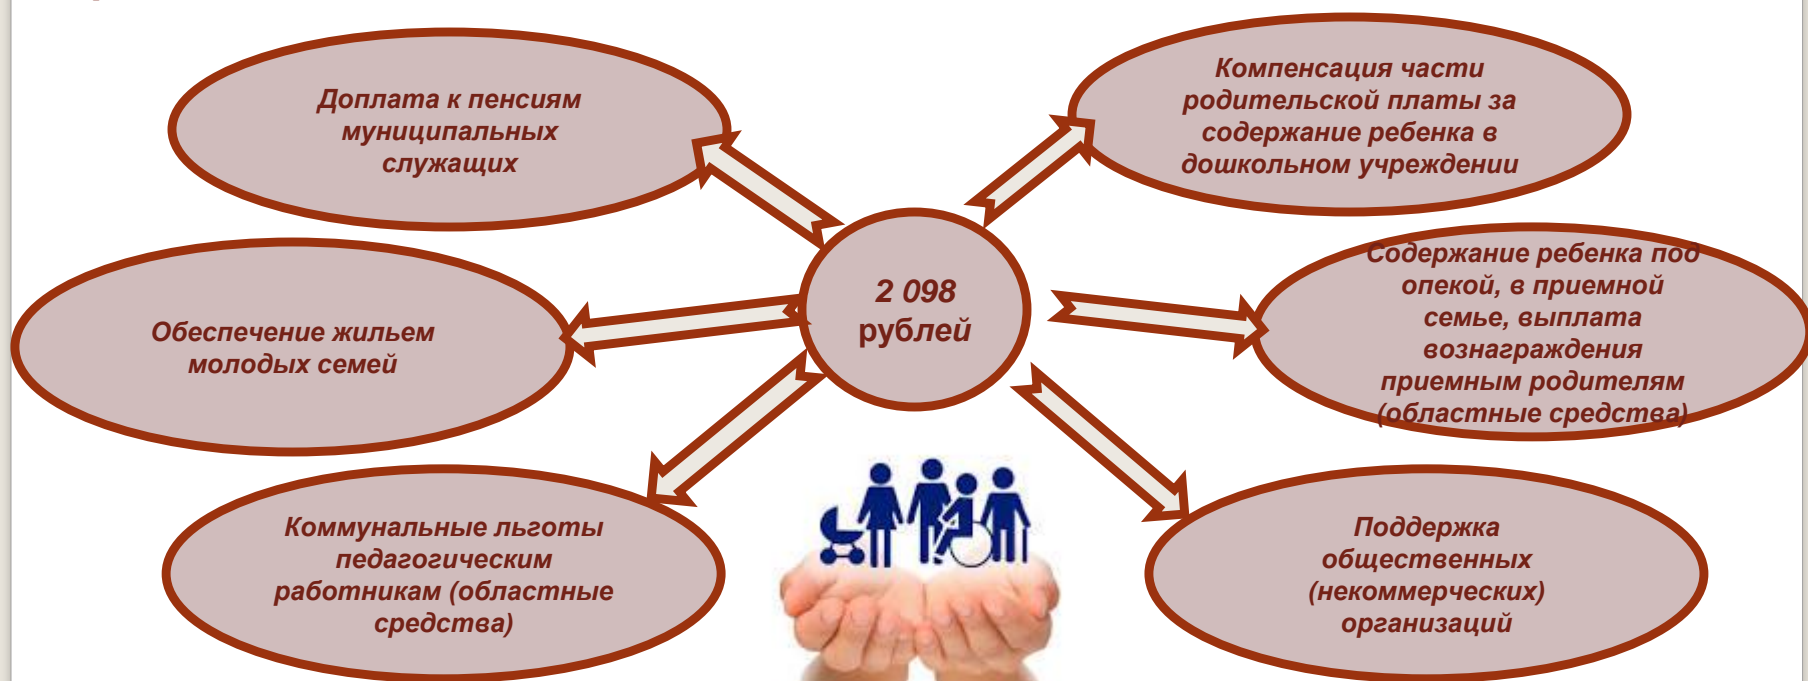 Доплата к пенсиям
муниципальных
служащих
Компенсация части
родительской платы за
содержание ребенка в
дошкольном учреждении
Обеспечение жильем
молодых семей
2 098
рублей
Содержание ребенка под
опекой, в приемной
семье, выплата
вознаграждения
приемным родителям
(областные средства)
Коммунальные льготы
педагогическим
работникам (областные
средства)
Поддержка
общественных
(некоммерческих)
организаций